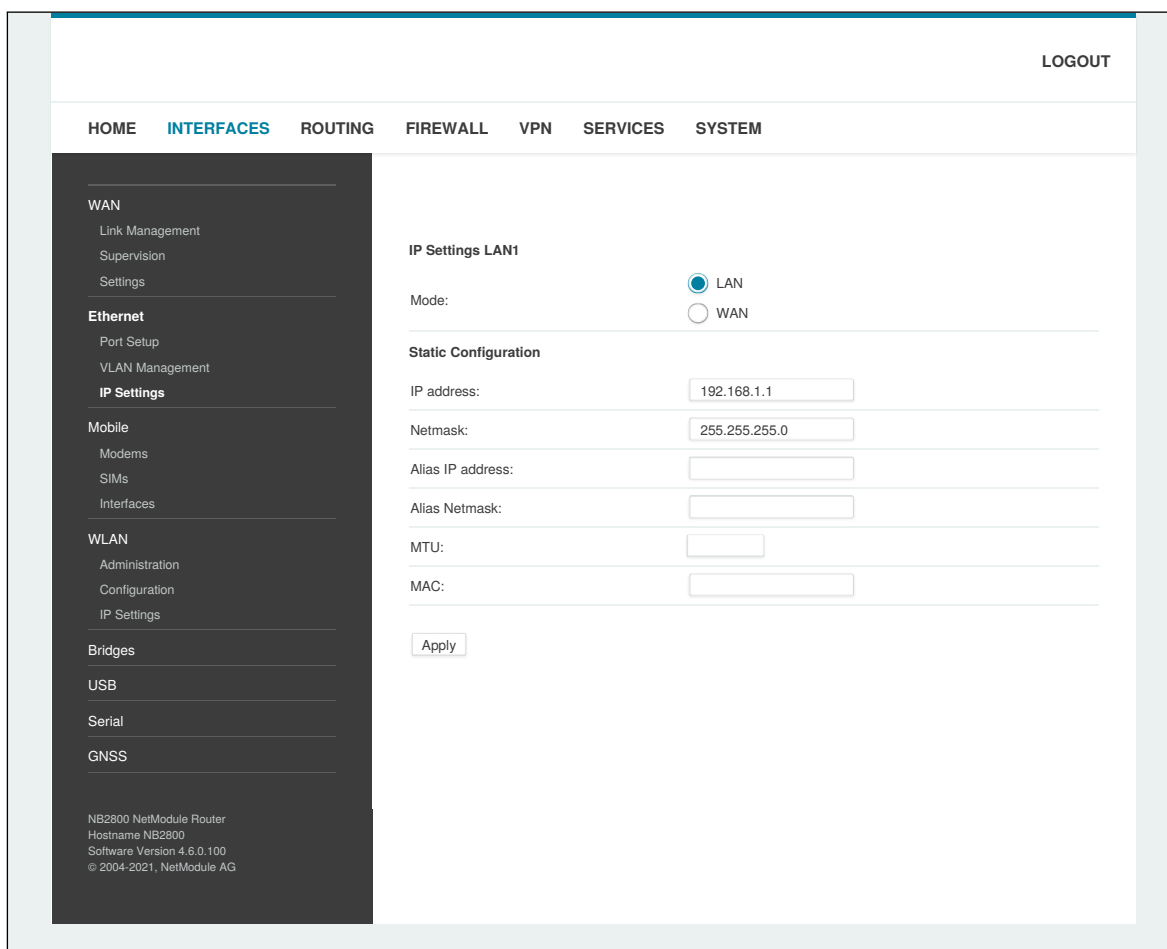 LOGOUT
HOME INTERFACES ROUTING FIREWALL VPN SERVICES SYSTEM
WAN
Link Management
Supervision
Settings
Ethernet
Port Setup
VLAN Management
IP Settings
Mobile
Modems
SIMs
Interfaces
WLAN
Administration
Configuration
IP Settings
Bridges
USB
Serial
GNSS
NB2800 NetModule Router
Hostname NB2800
Software Version 4.6.0.100
© 2004-2021, NetModule AG
IP Settings LAN1
Mode:
LAN
WAN
Static Configuration
IP address: 192.168.1.1
Netmask: 255.255.255.0
Alias IP address:
Alias Netmask:
MTU:
MAC:
Apply